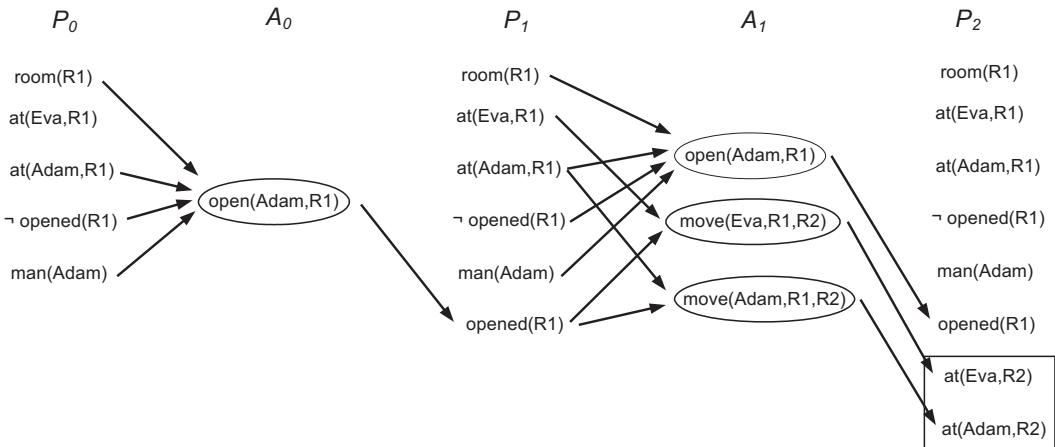 P0
A0
P1
A1
P2
room(R1)
at(Eva,R1)
at(Adam,R1)
¬ opened(R1)
man(Adam)
open(Adam,R1)
room(R1)
at(Eva,R1)
at(Adam,R1)
¬ opened(R1)
man(Adam)
opened(R1)
open(Adam,R1)
move(Eva,R1,R2)
move(Adam,R1,R2)
room(R1)
at(Eva,R1)
at(Adam,R1)
¬ opened(R1)
man(Adam)
opened(R1)
at(Eva,R2)
at(Adam,R2)